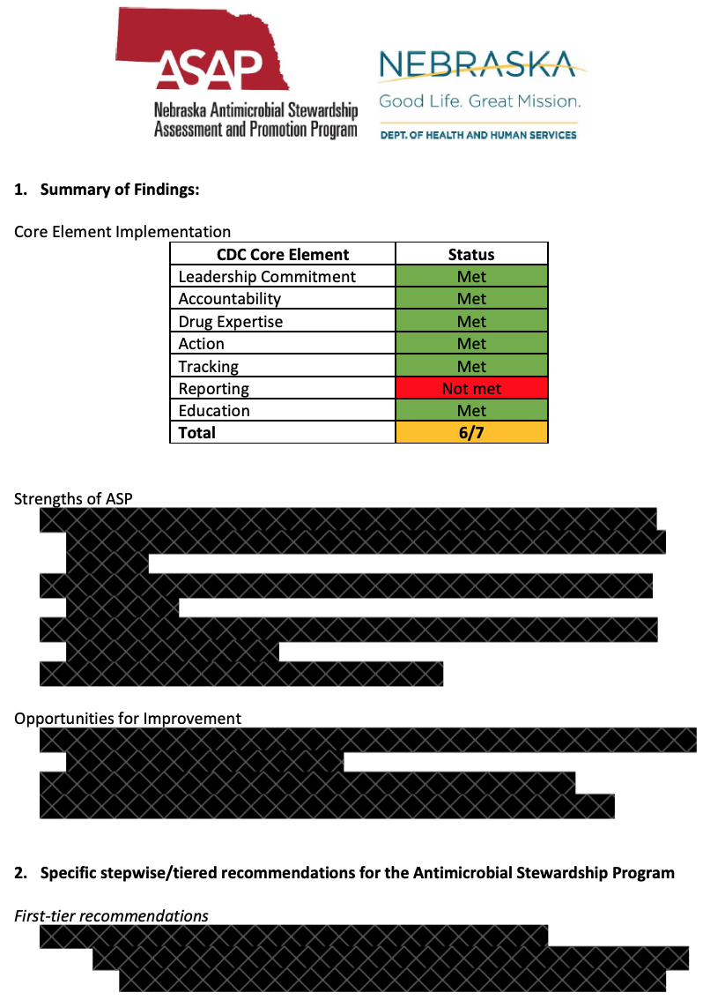 ASAP
Nebraska Antimicrobial Stewardship
Assessment and Promotion Program
NEBRASKA
Good Life. Great Mission.
DEPT. OF HEALTH AND HUMAN SERVICES
1. Summary of Findings:
Core Element Implementation
CDC Core Element Status
Leadership Commitment Met
Accountability Met
Drug Expertise Met
Action Met
Tracking Met
Reporting Not met
Education Met
Total 6/7
Strengths of ASP
Opportunities for Improvement
2. Specific stepwise/tiered recommendations for the Antimicrobial Stewardship Program
First-tier recommendations